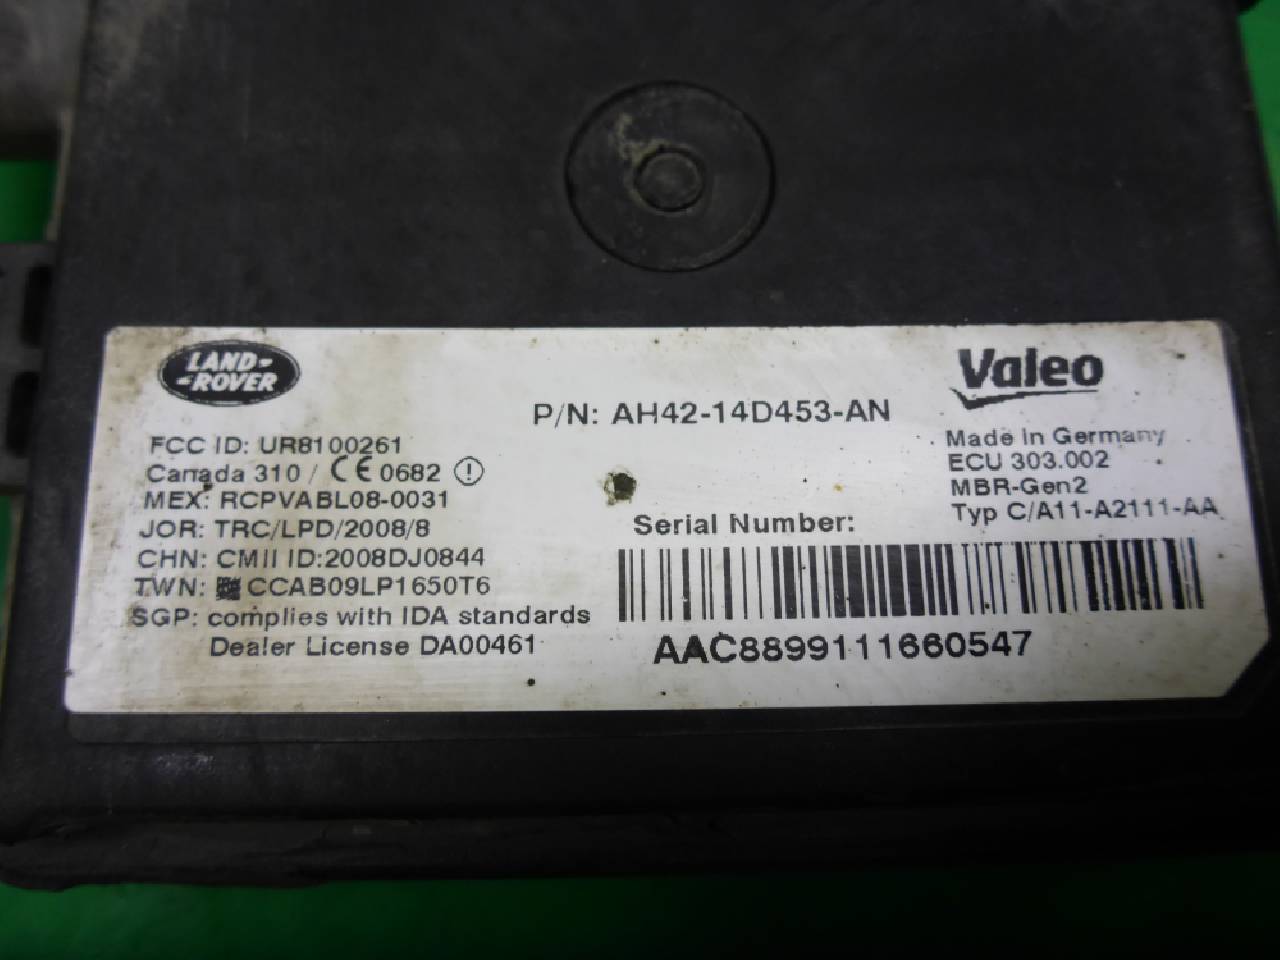 LAND-
-ROVER
Valeo
P/N: AH42-14D453-AN
FCC ID: UR8100261
Canada 310 / CE 0682
MEX: RCPVABL08-0031
JOR: TRC/LPD/2008/8
CHN: CMII ID:2008DJ0844
TWN: CCAB09LP1650T6
SGP: complies with IDA standards
Dealer License DA00461
Made in Germany
ECU 303.002
MBR-Gen2
Typ C/A11-A2111-AA
Serial Number:
AAC8899111660547